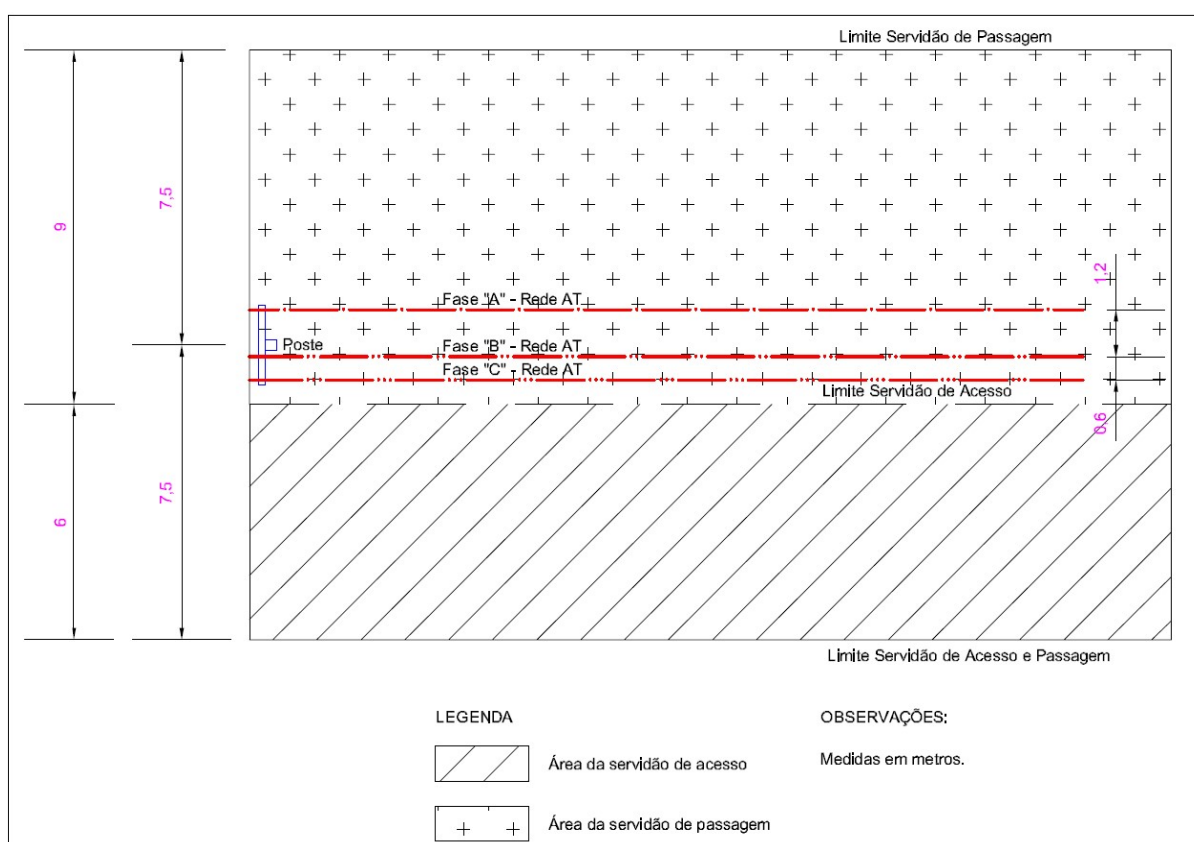 Limite Servidão de Passagem
9
7,5
1,2
Fase "A" - Rede AT
Poste
Fase "B" - Rede AT
Fase "C" - Rede AT
Limite Servidão de Acesso
0,6
7,5
6
Limite Servidão de Acesso e Passagem
LEGENDA
OBSERVAÇÕES:
Área da servidão de acesso
Medidas em metros.
Área da servidão de passagem